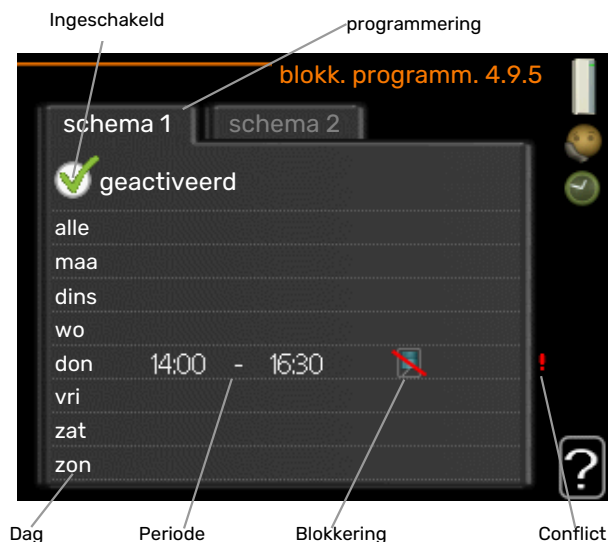 Ingeschakeld
programmering
blokk. programm. 4.9.5
schema 1
schema 2
geactiveerd
alle
maa
dins
wo
don 14:00 - 16:30 !
vri
zat
zon
?
Dag
Periode
Blokkering
Conflict